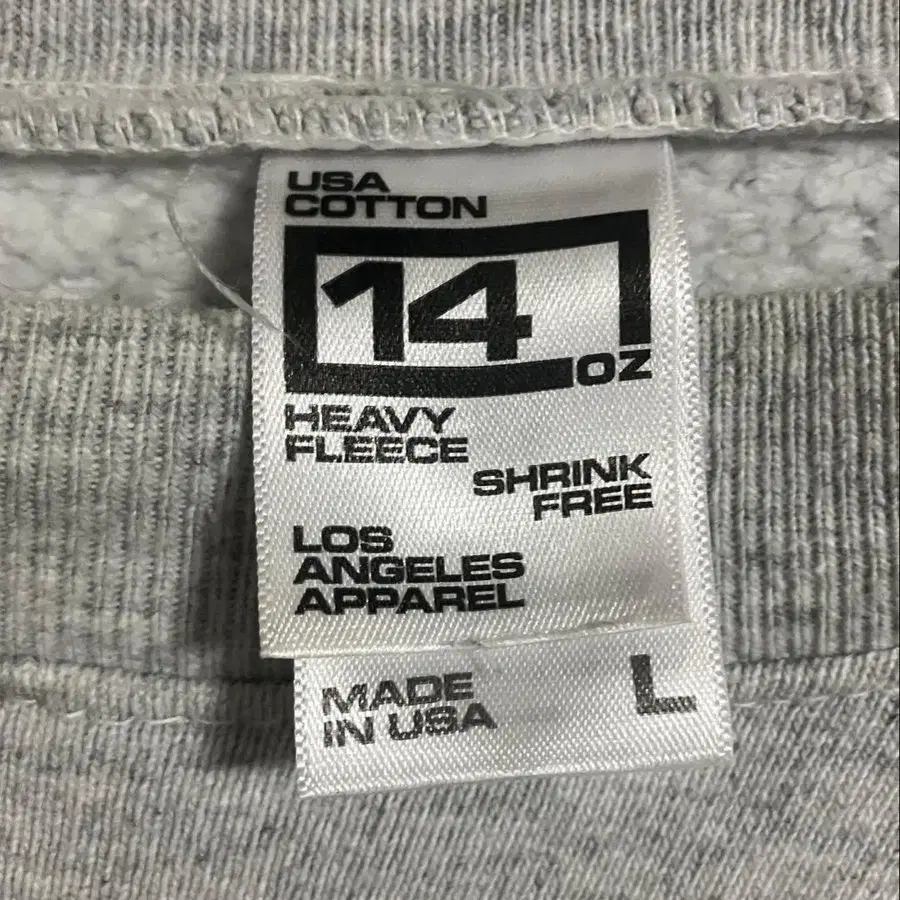 USA
COTTON
14
OZ
HEAVY
FLEECE
SHRINK
FREE
LOS
ANGELES
APPAREL
MADE
IN USA
L